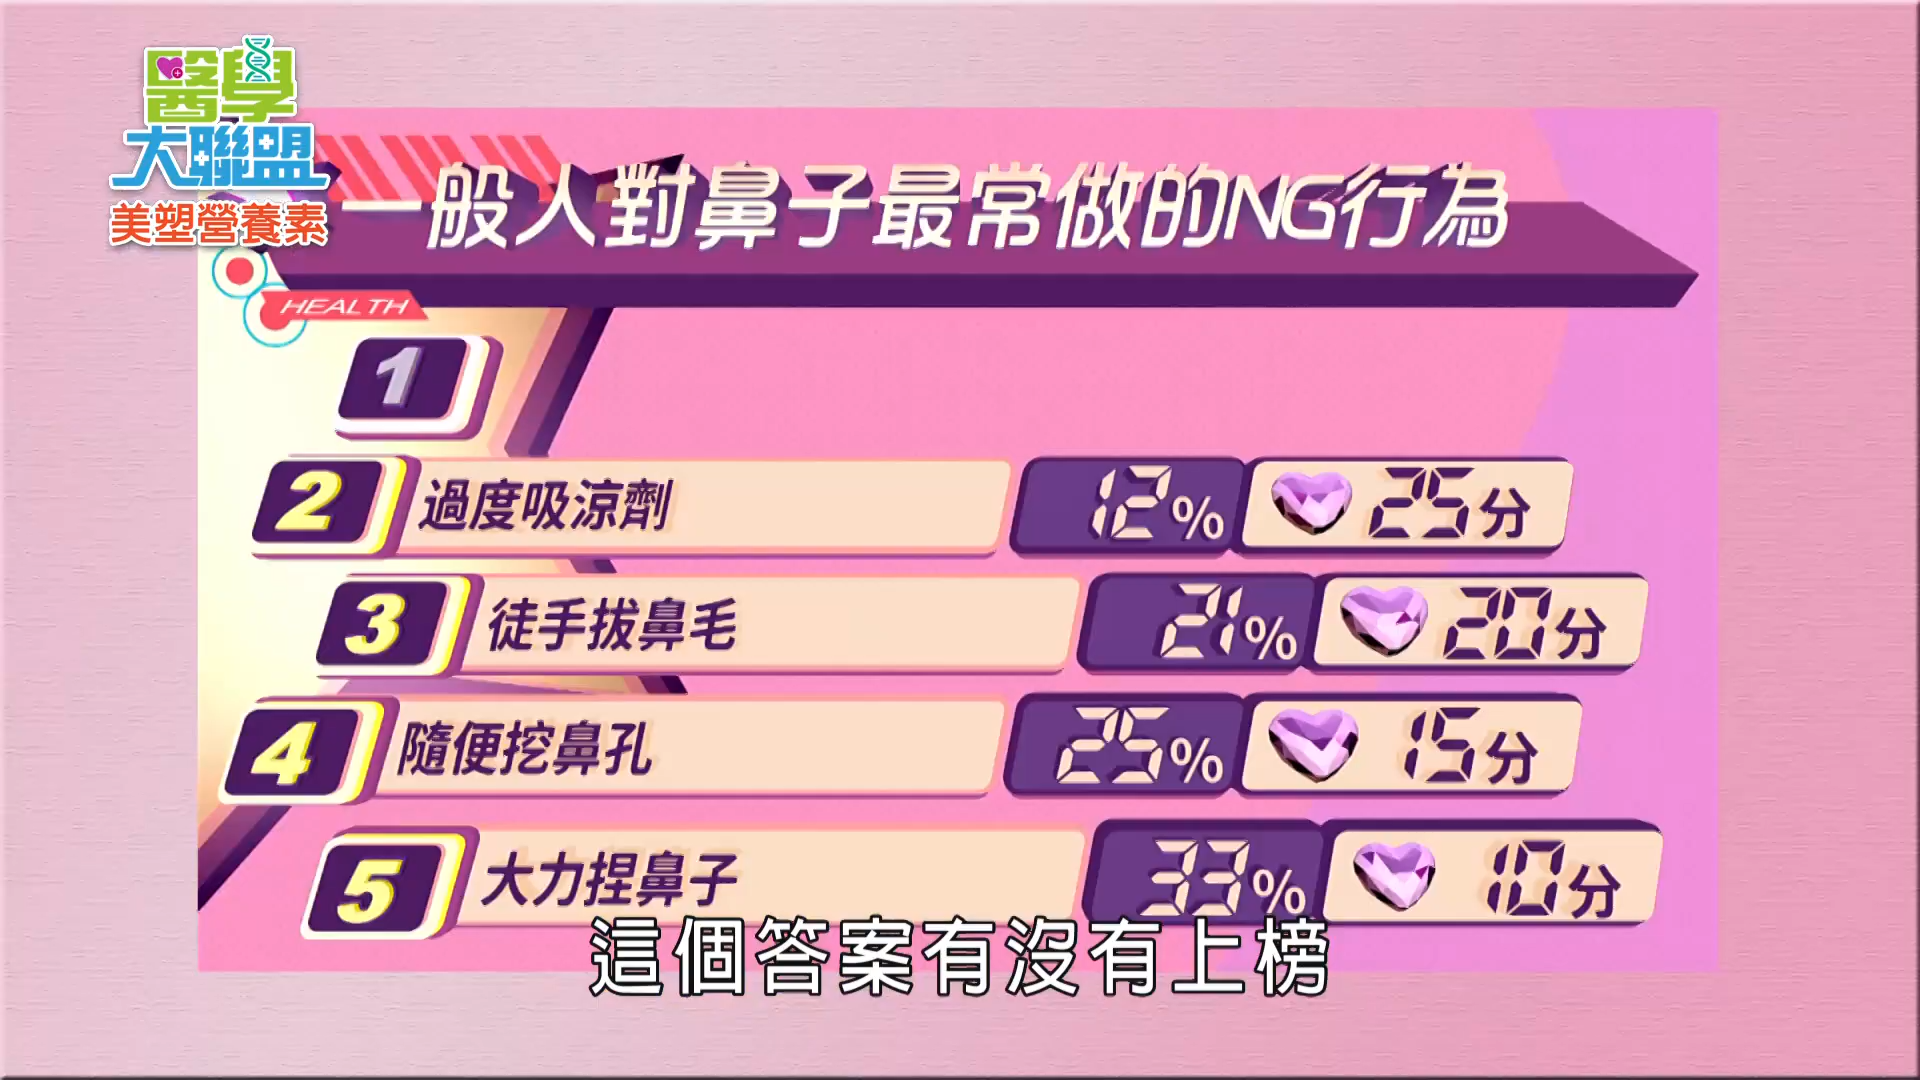 醫學
大聯盟
美塑營養素
一般人對鼻子最常做的NG行為
HEALTH
1
2 過度吸涼劑 12% 25分
3 徒手拔鼻毛 21% 20分
4 隨便挖鼻孔 25% 15分
5 大力捏鼻子 33% 10分
這個答案有沒有上榜